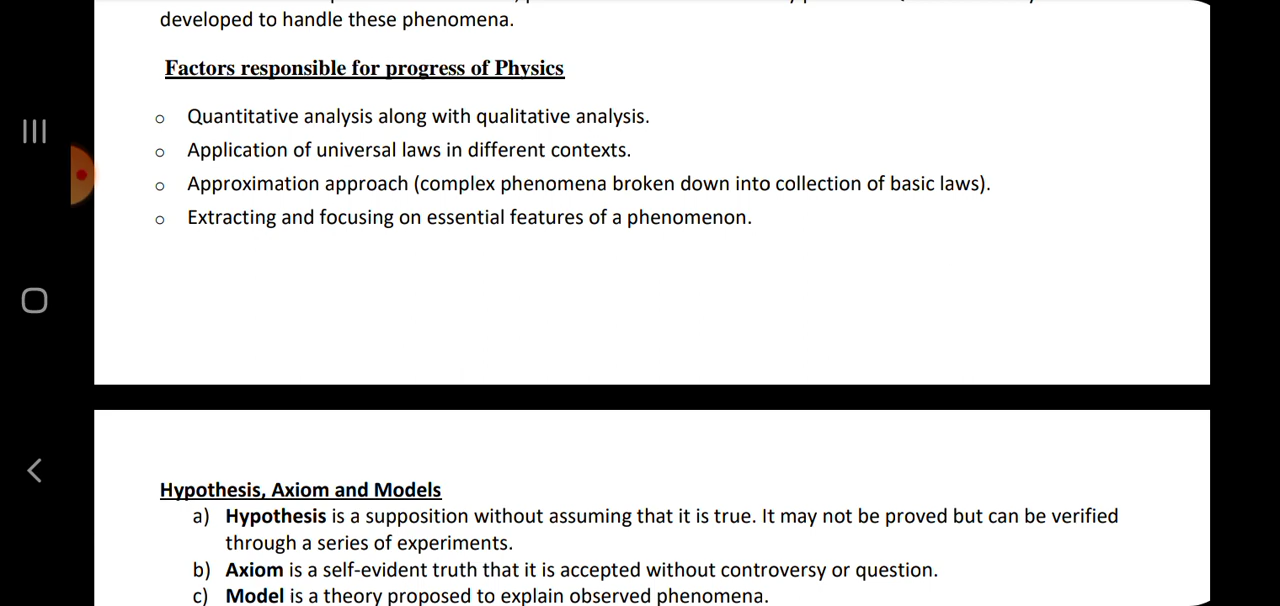 developed to handle these phenomena.
Factors responsible for progress of Physics
o Quantitative analysis along with qualitative analysis.
o Application of universal laws in different contexts.
o Approximation approach (complex phenomena broken down into collection of basic laws).
o Extracting and focusing on essential features of a phenomenon.
Hypothesis, Axiom and Models
a) Hypothesis is a supposition without assuming that it is true. It may not be proved but can be verified
through a series of experiments.
b) Axiom is a self-evident truth that it is accepted without controversy or question.
c) Model is a theory proposed to explain observed phenomena.